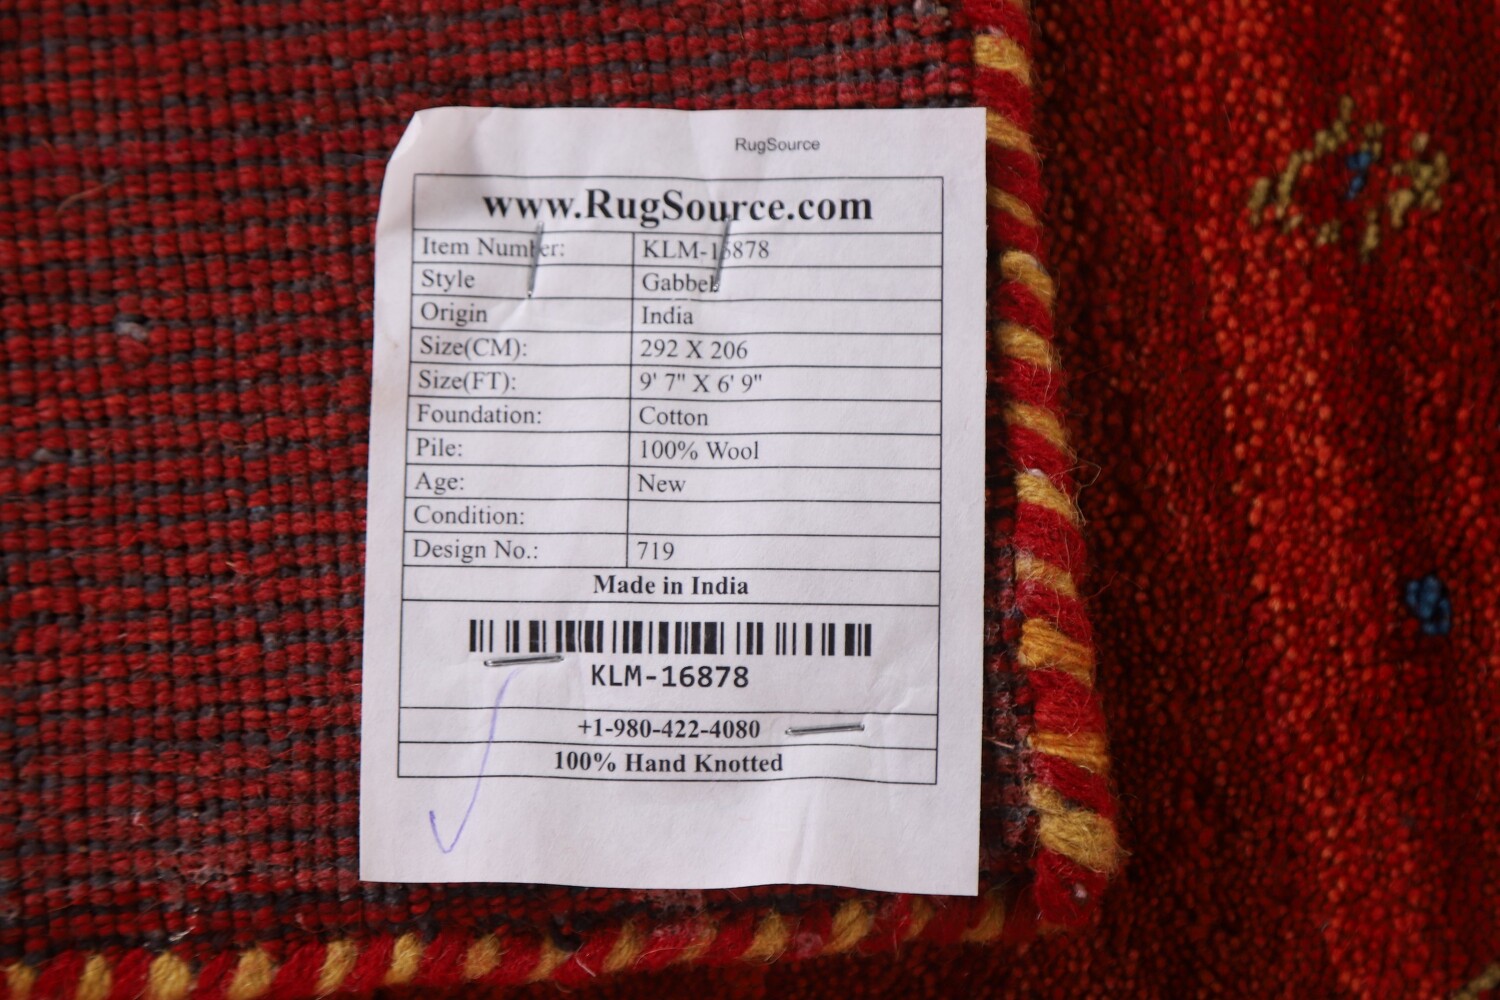 RugSource
www.RugSource.com
Item Number: KLM-16878
Style Gabbeh
Origin India
Size(CM): 292 X 206
Size(FT): 9' 7" X 6' 9"
Foundation: Cotton
Pile: 100% Wool
Age: New
Condition:
Design No.: 719
Made in India
KLM-16878
+1-980-422-4080
100% Hand Knotted